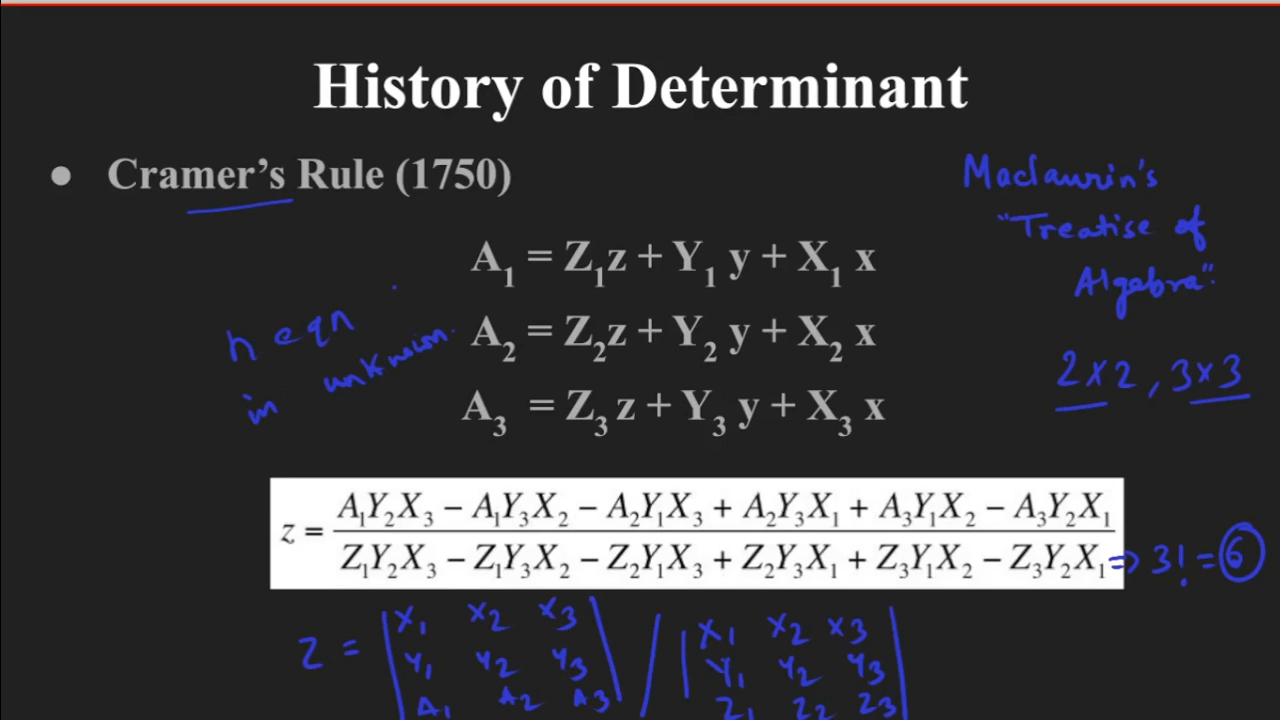 History of Determinant
● Cramer's Rule (1750)
Maclaurin's
"Treatise of
Algebra".
A₁ = Z₁z + Y₁ y + X₁ x
A₂ = Z₂z + Y₂ y + X₂ x
A₃ = Z₃ z + Y₃ y + X₃ x
n eqn
in unknown.
2×2, 3×3
z = (A₁Y₂X₃ − A₁Y₃X₂ − A₂Y₁X₃ + A₂Y₃X₁ + A₃Y₁X₂ − A₃Y₂X₁) / (Z₁Y₂X₃ − Z₁Y₃X₂ − Z₂Y₁X₃ + Z₂Y₃X₁ + Z₃Y₁X₂ − Z₃Y₂X₁)
⇒ 3! = 6
z = | X₁ X₂ X₃ | / | X₁ X₂ X₃ |
| Y₁ Y₂ Y₃ | | Y₁ Y₂ Y₃ |
| A₁ A₂ A₃ | | Z₁ Z₂ Z₃ |